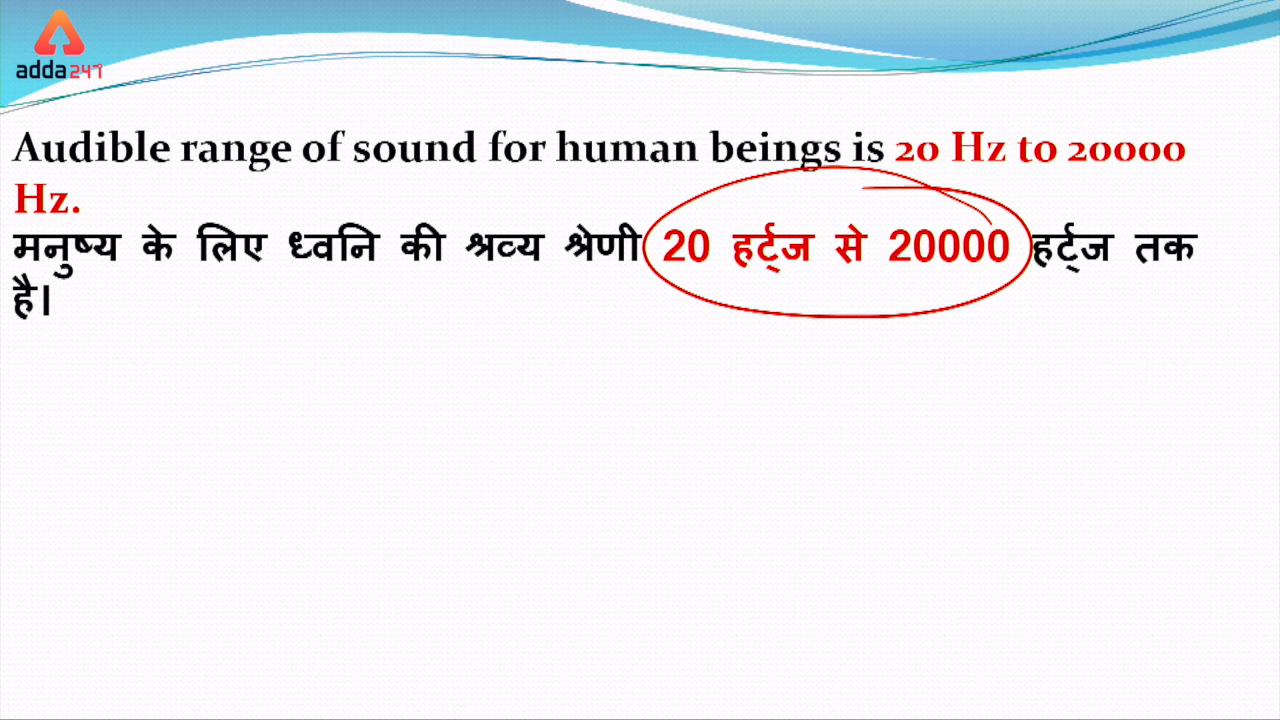 adda247
Audible range of sound for human beings is 20 Hz to 20000
Hz.
मनुष्य के लिए ध्वनि की श्रव्य श्रेणी 20 हर्ट्ज से 20000 हर्ट्ज तक
है।